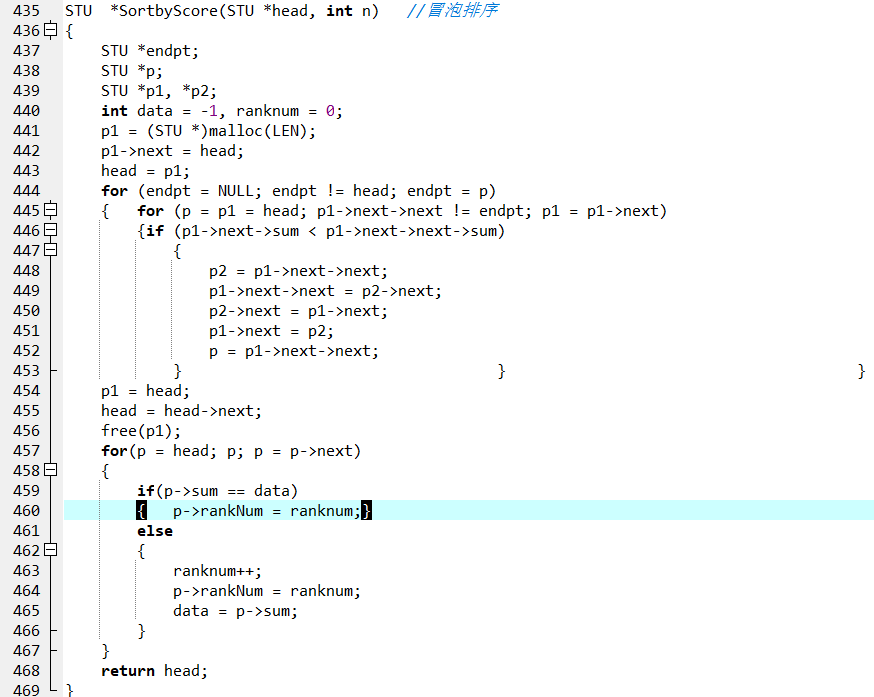 435 STU  *SortbyScore(STU *head, int n)   //冒泡排序
436 {
437     STU *endpt;
438     STU *p;
439     STU *p1, *p2;
440     int data = -1, ranknum = 0;
441     p1 = (STU *)malloc(LEN);
442     p1->next = head;
443     head = p1;
444     for (endpt = NULL; endpt != head; endpt = p)
445     {   for (p = p1 = head; p1->next->next != endpt; p1 = p1->next)
446         {if (p1->next->sum < p1->next->next->sum)
447             {
448                 p2 = p1->next->next;
449                 p1->next->next = p2->next;
450                 p2->next = p1->next;
451                 p1->next = p2;
452                 p = p1->next->next;
453             }                                   }                                       }
454     p1 = head;
455     head = head->next;
456     free(p1);
457     for(p = head; p; p = p->next)
458     {
459         if(p->sum == data)
460         {   p->rankNum = ranknum;}
461         else
462         {
463             ranknum++;
464             p->rankNum = ranknum;
465             data = p->sum;
466         }
467     }
468     return head;
469 }